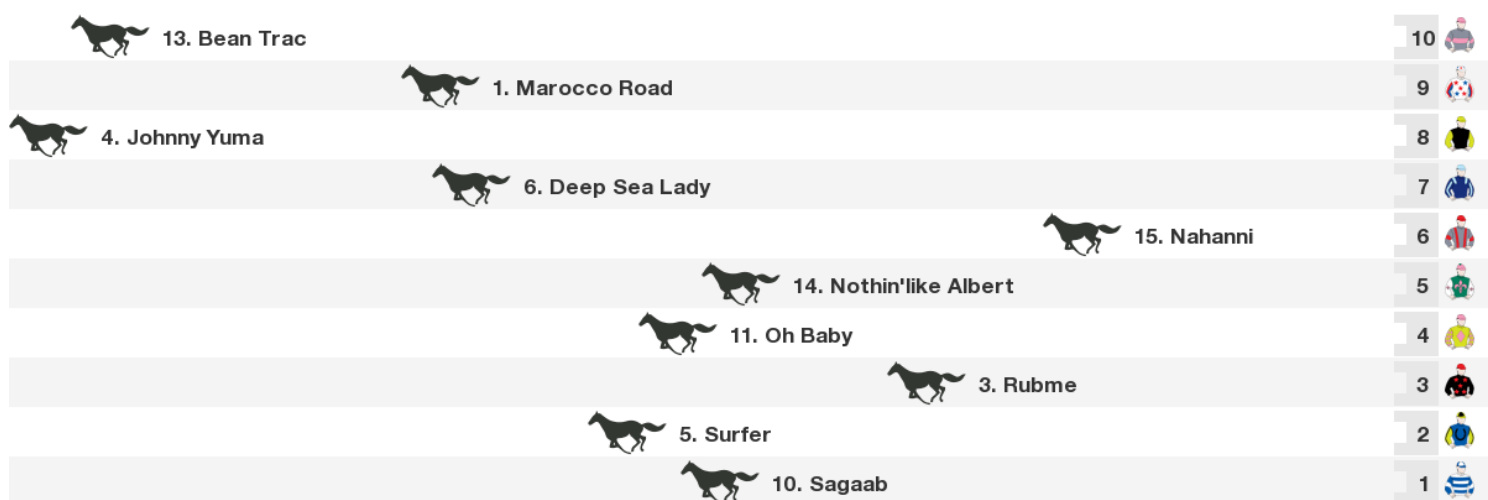 13. Bean Trac 10
1. Marocco Road 9
4. Johnny Yuma 8
6. Deep Sea Lady 7
15. Nahanni 6
14. Nothin'like Albert 5
11. Oh Baby 4
3. Rubme 3
5. Surfer 2
10. Sagaab 1